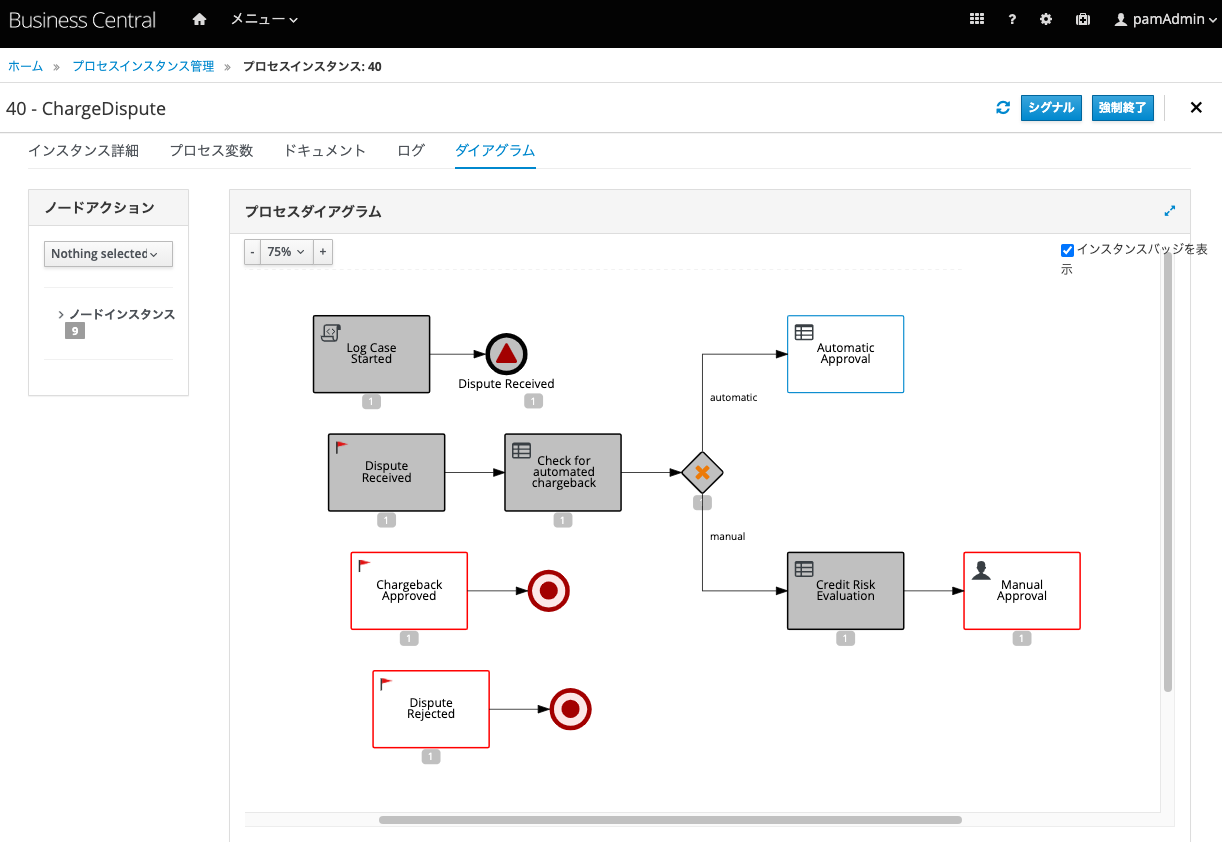 Business Central
メニュー
?
pamAdmin
ホーム » プロセスインスタンス管理 » プロセスインスタンス: 40
40 - ChargeDispute
シグナル
強制終了
インスタンス詳細
プロセス変数
ドキュメント
ログ
ダイアグラム
ノードアクション
Nothing selected
ノードインスタンス
9
プロセスダイアグラム
-
75%
+
インスタンスバッジを表
示
Log Case
Started
1
Dispute Received
1
Automatic
Approval
automatic
Dispute
Received
1
Check for
automated
chargeback
1
manual
Chargeback
Approved
1
Credit Risk
Evaluation
1
Manual
Approval
1
Dispute
Rejected
1